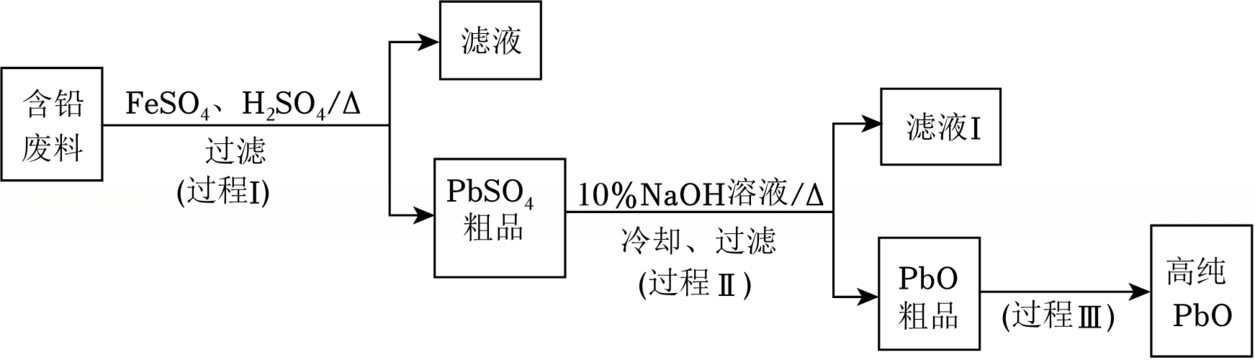 含铅
废料
FeSO₄、H₂SO₄/Δ
过滤
(过程Ⅰ)
滤液
PbSO₄
粗品
10%NaOH溶液/Δ
冷却、过滤
(过程Ⅱ)
滤液Ⅰ
PbO
粗品
(过程Ⅲ)
高纯
PbO